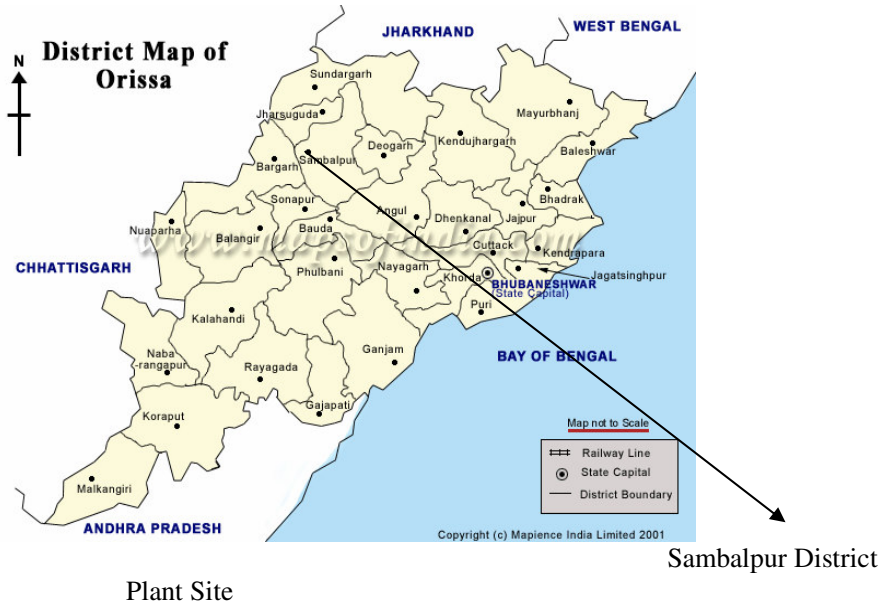 District Map of
Orissa
N
JHARKHAND
WEST BENGAL
Sundargarh
Jharsuguda
Mayurbhanj
Kendujhargarh
Deogarh
Sambalpur
Bargarh
Baleshwar
Bhadrak
Sonapur
Angul
Dhenkanal
Jajpur
Nuaparha
Balangir
Bauda
www.mapsofindia.com
Cuttack
Kendrapara
CHHATTISGARH
Phulbani
Nayagarh
Khorda
Jagatsinghpur
BHUBANESHWAR
(State Capital)
Puri
Kalahandi
Naba
-rangapur
Rayagada
Ganjam
BAY OF BENGAL
Gajapati
Koraput
Map not to Scale
Railway Line
State Capital
District Boundary
Malkangiri
ANDHRA PRADESH
Copyright (c) Mapience India Limited 2001
Sambalpur District
Plant Site